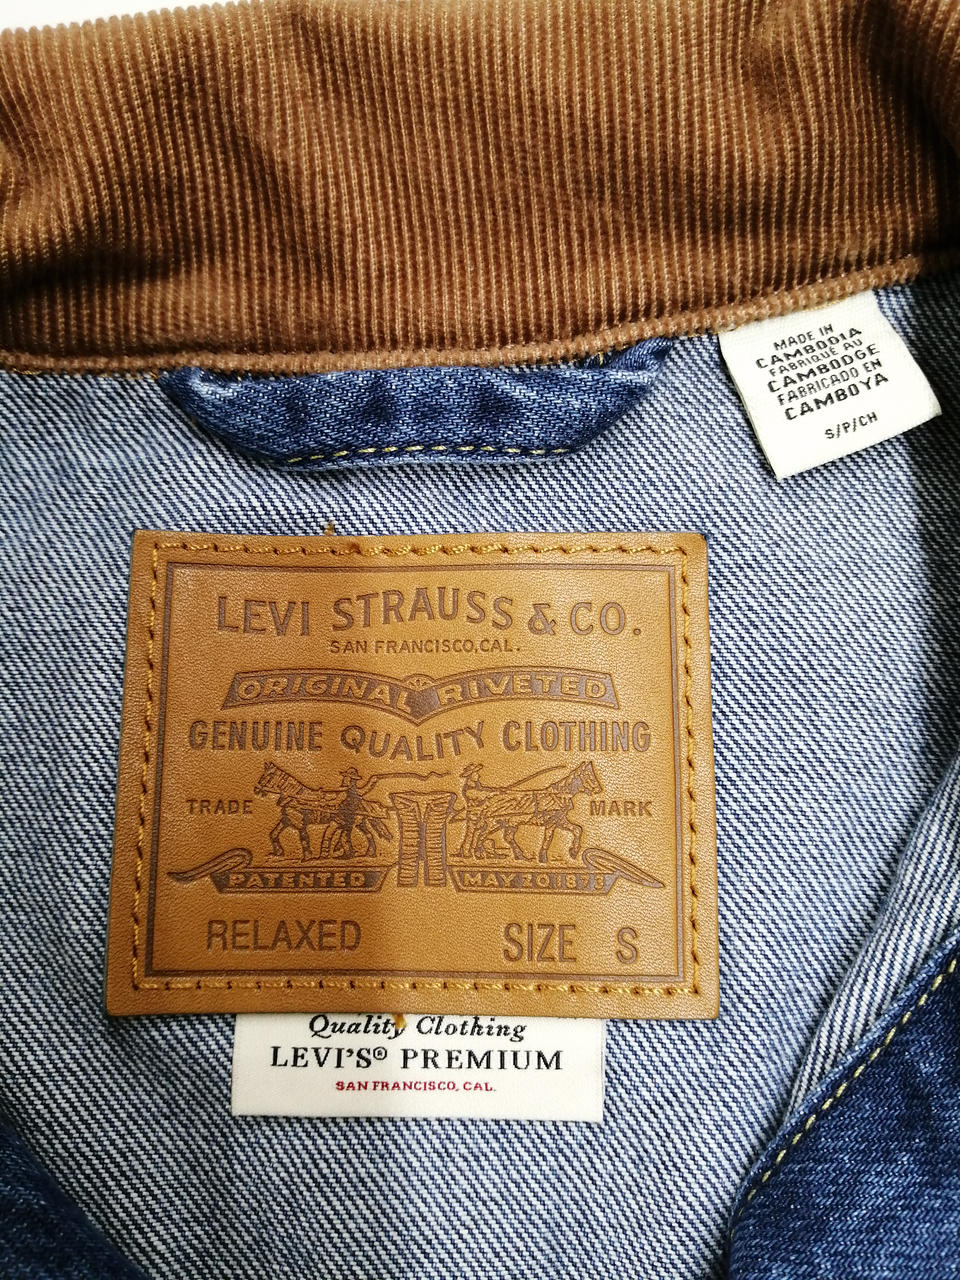 MADE IN
CAMBODIA
FABRIQUÉ AU
CAMBODGE
FABRICADO EN
CAMBOYA
S/P/CH
LEVI STRAUSS & CO.
SAN FRANCISCO, CAL.
ORIGINAL RIVETED
GENUINE QUALITY CLOTHING
TRADE MARK
PATENTED MAY 20 1873
RELAXED SIZE S
Quality Clothing
LEVI'S® PREMIUM
SAN FRANCISCO, CAL.